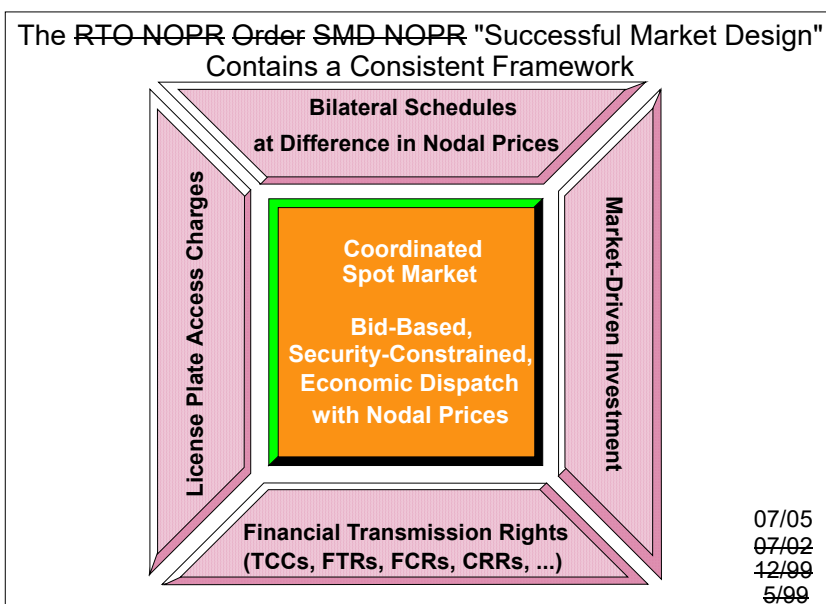 The RTO NOPR Order SMD NOPR "Successful Market Design"
Contains a Consistent Framework
Bilateral Schedules
at Difference in Nodal Prices
License Plate Access Charges
Coordinated
Spot Market
Bid-Based,
Security-Constrained,
Economic Dispatch
with Nodal Prices
Market-Driven Investment
Financial Transmission Rights
(TCCs, FTRs, FCRs, CRRs, ...)
07/05
07/02
12/99
5/99